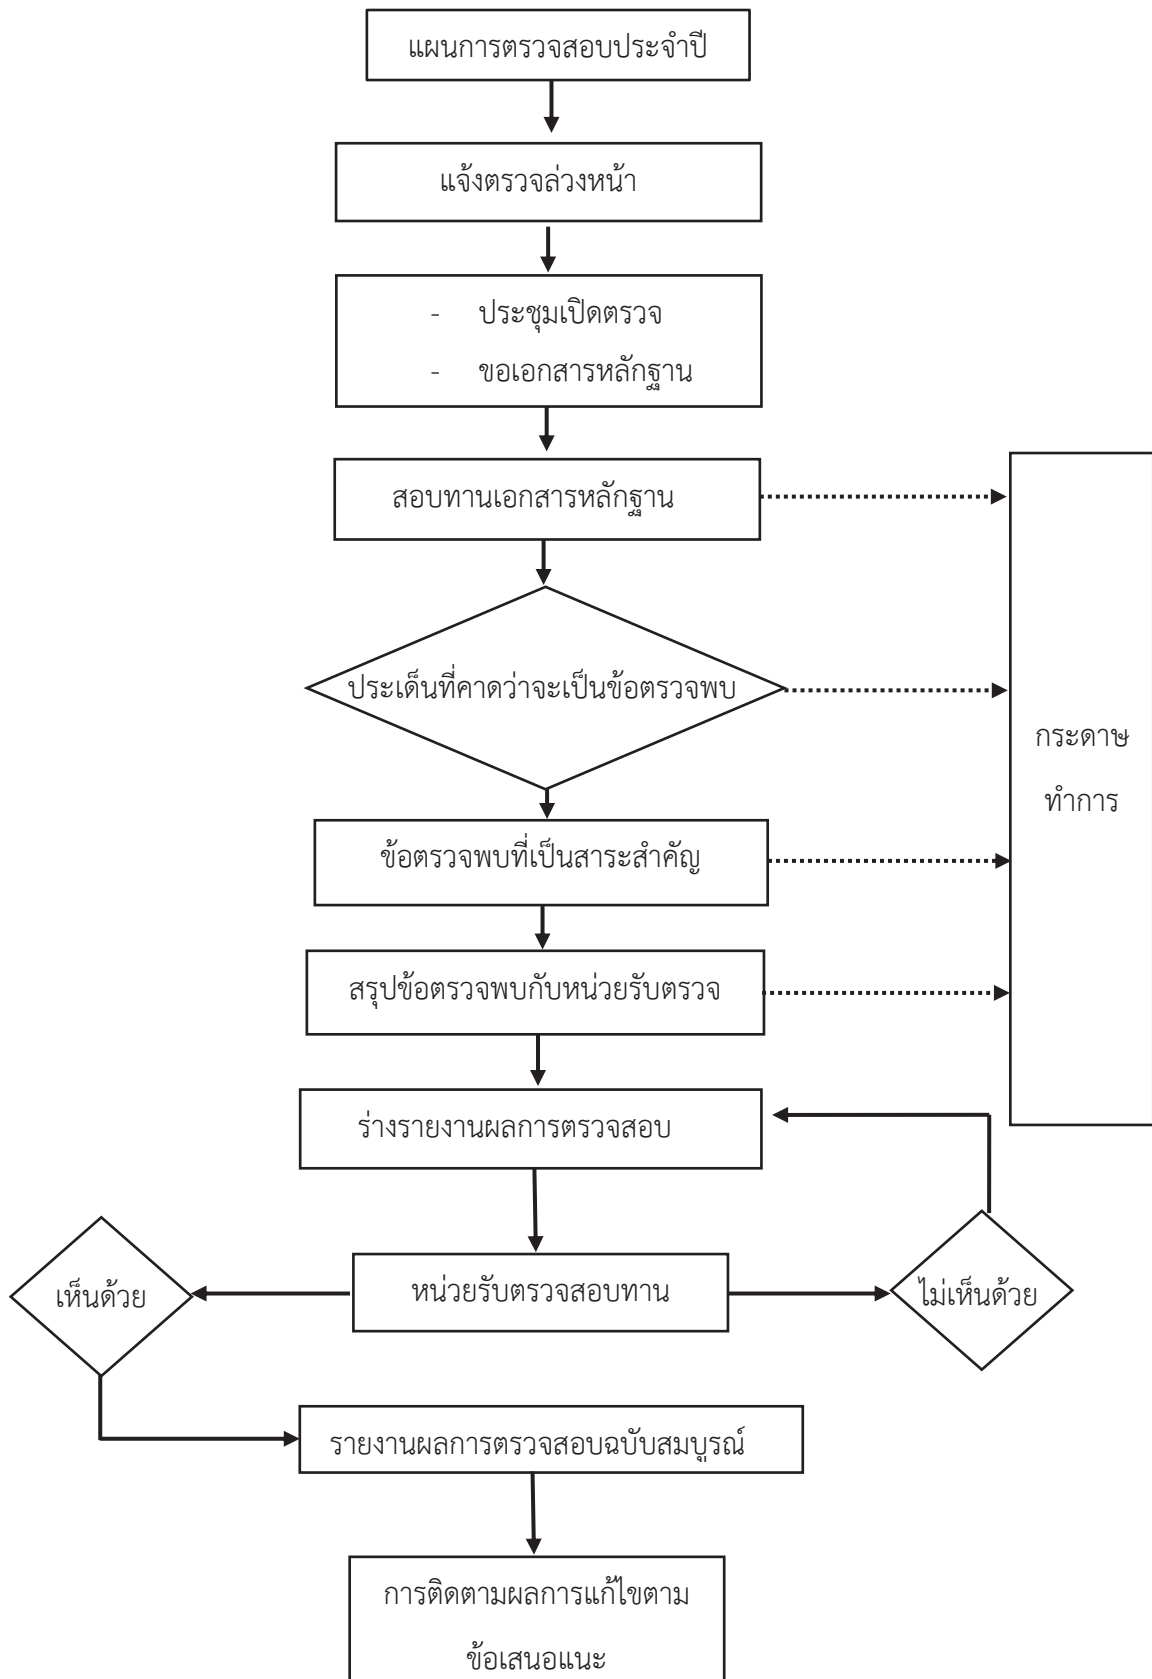 แผนการตรวจสอบประจำปี
แจ้งตรวจล่วงหน้า
- ประชุมเปิดตรวจ
- ขอเอกสารหลักฐาน
สอบทานเอกสารหลักฐาน
ประเด็นที่คาดว่าจะเป็นข้อตรวจพบ
กระดาษ
ทำการ
ข้อตรวจพบที่เป็นสาระสำคัญ
สรุปข้อตรวจพบกับหน่วยรับตรวจ
ร่างรายงานผลการตรวจสอบ
เห็นด้วย
หน่วยรับตรวจสอบทาน
ไม่เห็นด้วย
รายงานผลการตรวจสอบฉบับสมบูรณ์
การติดตามผลการแก้ไขตาม
ข้อเสนอแนะ